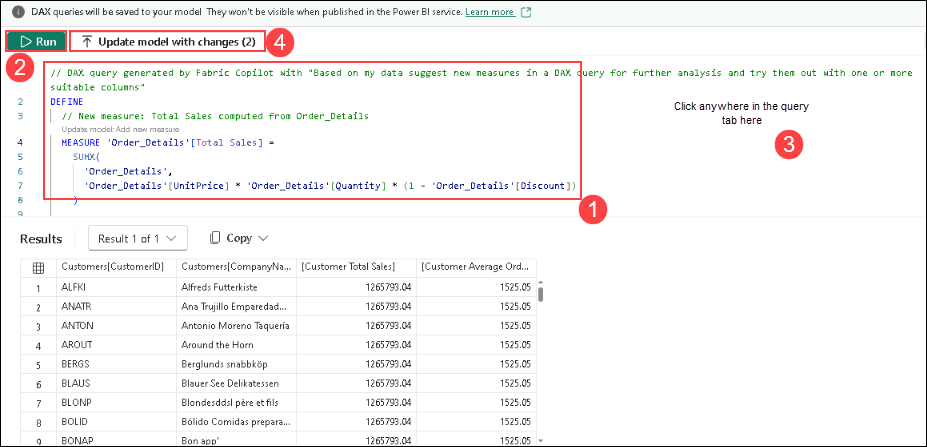 DAX queries will be saved to your model They won't be visible when published in the Power BI service. Learn more.
Run
Update model with changes (2)
4
2
// DAX query generated by Fabric Copilot with "Based on my data suggest new measures in a DAX query for further analysis and try them out with one or more
suitable columns"
2 DEFINE
3 // New measure: Total Sales computed from Order_Details
Update model: Add new measure
4 MEASURE 'Order_Details'[Total Sales] =
5 SUMX(
6 'Order_Details',
7 'Order_Details'[UnitPrice] * 'Order_Details'[Quantity] * (1 - 'Order_Details'[Discount])
8 )
9
Click anywhere in the query
tab here
3
1
Results
Result 1 of 1
Copy
Customers[CustomerID] Customers[CompanyNa... [Customer Total Sales] [Customer Average Ord...
1 ALFKI Alfreds Futterkiste 1265793.04 1525.05
2 ANATR Ana Trujillo Emparedad... 1265793.04 1525.05
3 ANTON Antonio Moreno Taquería 1265793.04 1525.05
4 AROUT Around the Horn 1265793.04 1525.05
5 BERGS Berglunds snabbköp 1265793.04 1525.05
6 BLAUS Blauer See Delikatessen 1265793.04 1525.05
7 BLONP Blondesddsl père et fils 1265793.04 1525.05
8 BOLID Bólido Comidas prepara... 1265793.04 1525.05
9 BONAP Bon app' 1265793.04 1525.05